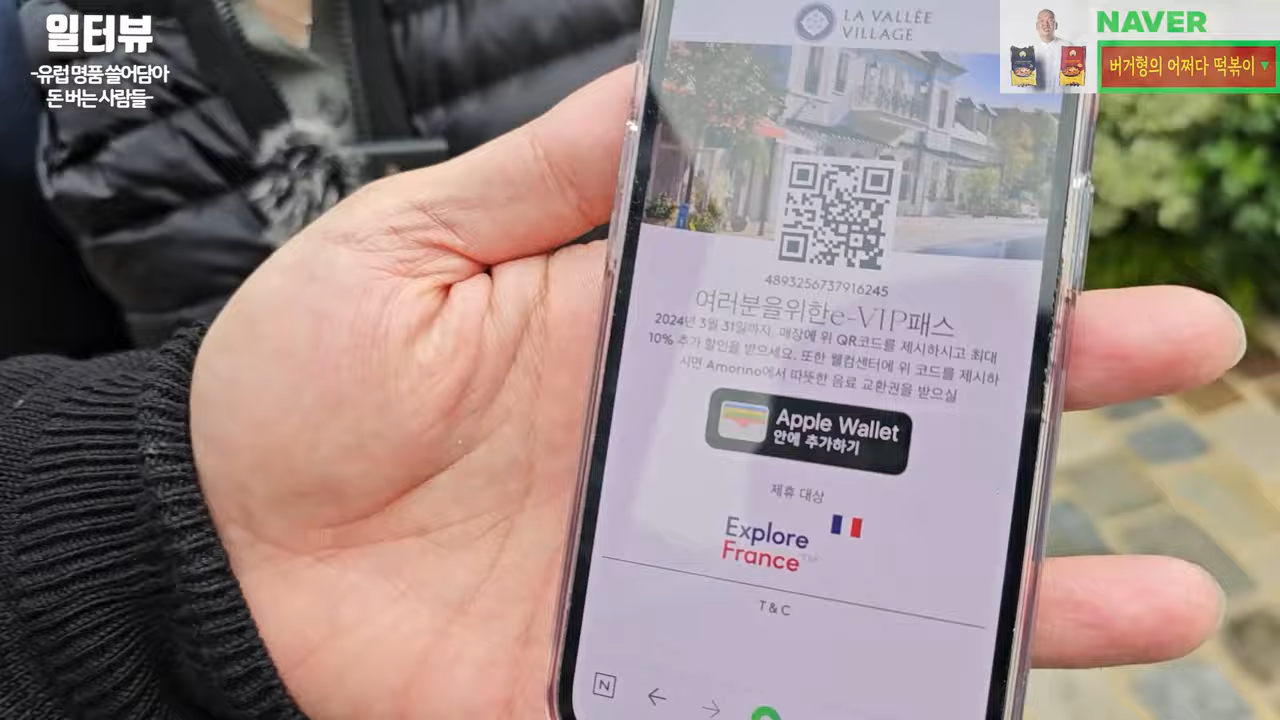 일터뷰
-유럽 명품 쓸어담아
돈 버는 사람들-
NAVER
버거형의 어쩌다 떡볶이
LA VALLÉE
VILLAGE
4893256737916245
여러분을위한e-VIP패스
2024년 3월 31일까지, 매장에 위 QR코드를 제시하시고 최대
10% 추가 할인을 받으세요. 또한 웰컴센터에 위 코드를 제시하
시면 Amorino에서 따뜻한 음료 교환권을 받으실
Apple Wallet
안에 추가하기
제휴 대상
Explore
France
T & C
N